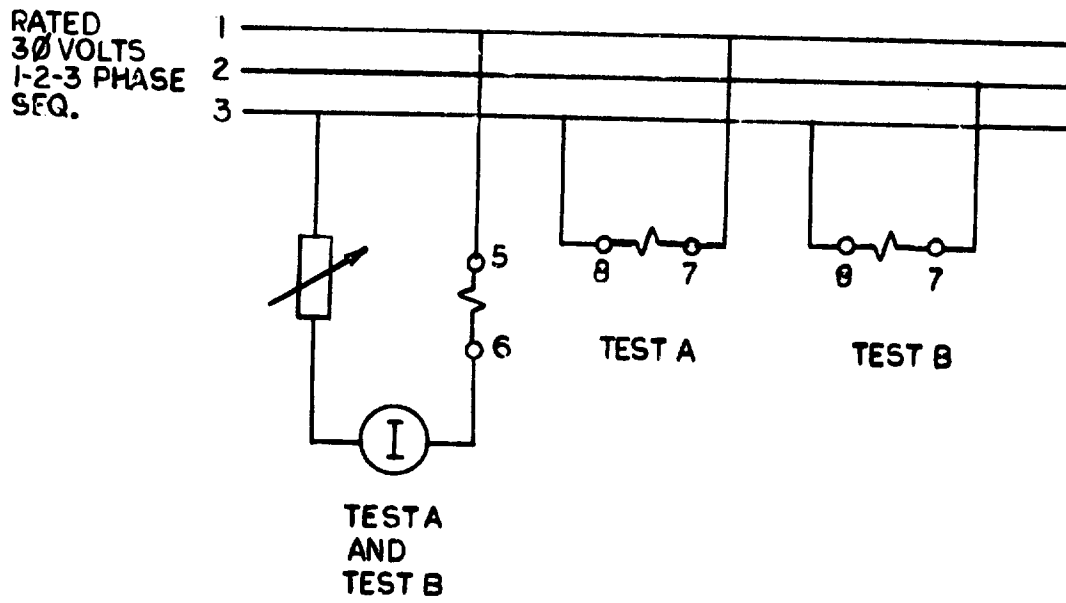 RATED
3Ø VOLTS
1-2-3 PHASE
SEQ.
1
2
3
5
6
8
7
8
7
TEST A
TEST B
I
TEST A
AND
TEST B